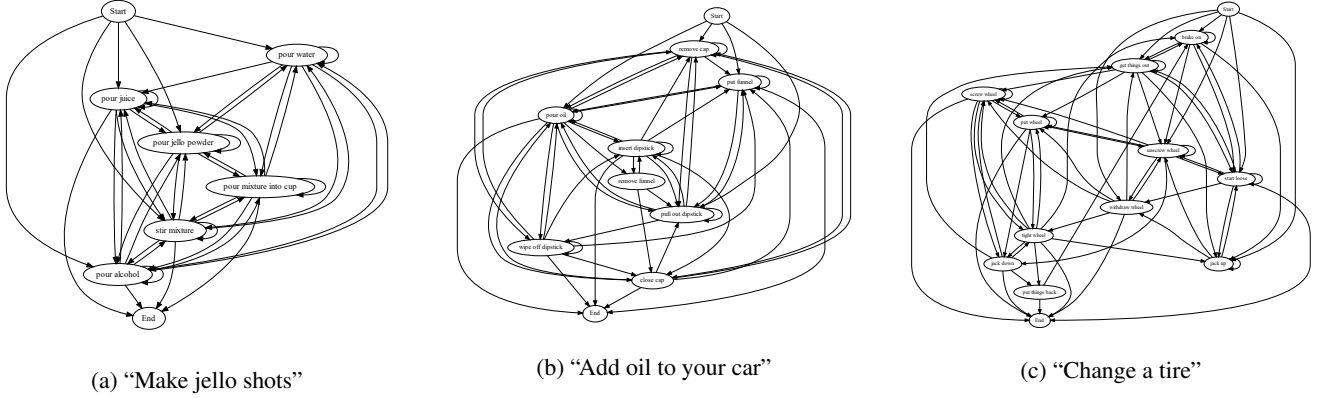 Start
pour water
pour juice
pour jello powder
pour mixture into cup
stir mixture
pour alcohol
End
(a) “Make jello shots”
Start
remove cap
put funnel
pour oil
insert dipstick
remove funnel
pull out dipstick
wipe off dipstick
close cap
End
(b) “Add oil to your car”
Start
brake on
get things out
screw wheel
put wheel
unscrew wheel
start loose
withdraw wheel
tight wheel
jack down
jack up
put things back
End
(c) “Change a tire”